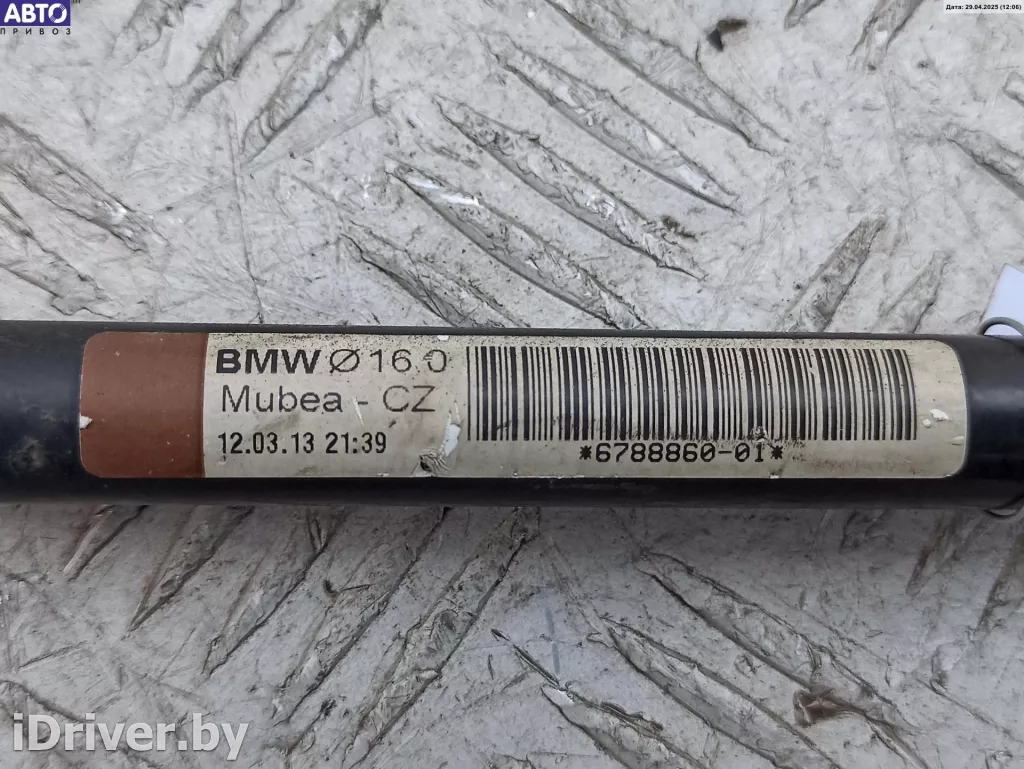 АВТО
ПРИВОЗ
Дата: 29.04.2025 (12:06)
BMW Ø 16.0
Mubea - CZ
12.03.13 21:39
*6788860-01*
iDriver.by